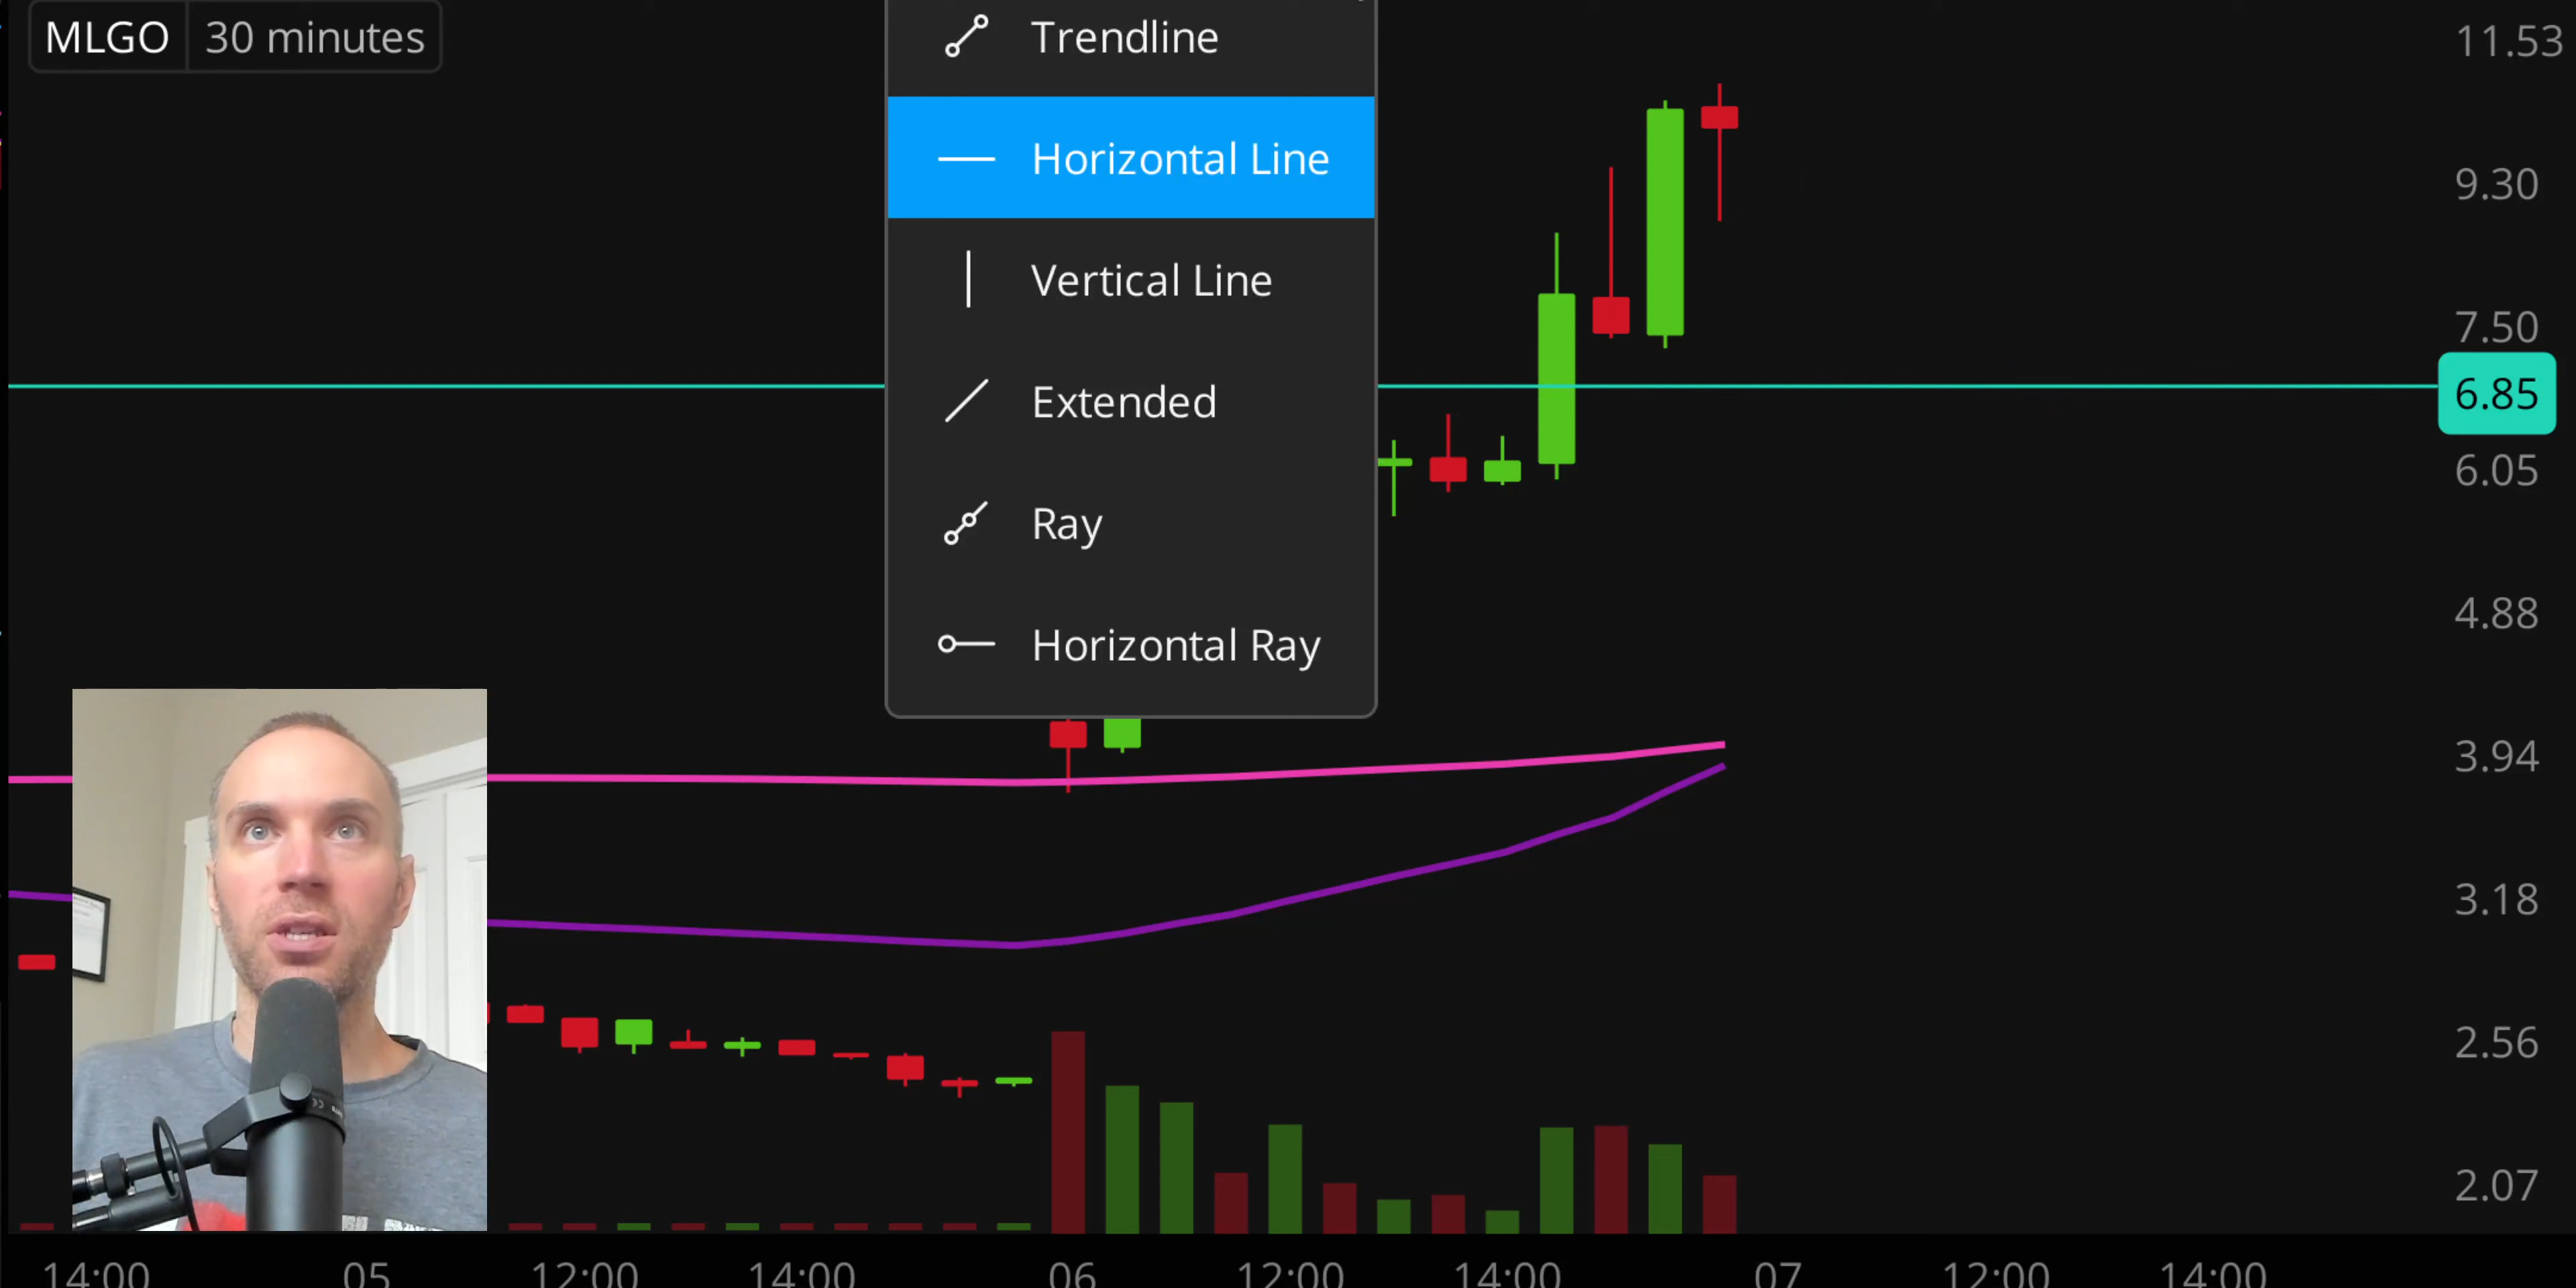 MLGO 30 minutes
Trendline
Horizontal Line
Vertical Line
Extended
Ray
Horizontal Ray
11.53
9.30
7.50
6.85
6.05
4.88
3.94
3.18
2.56
2.07
14:00 05 12:00 14:00 06 12:00 14:00 07 12:00 14:00